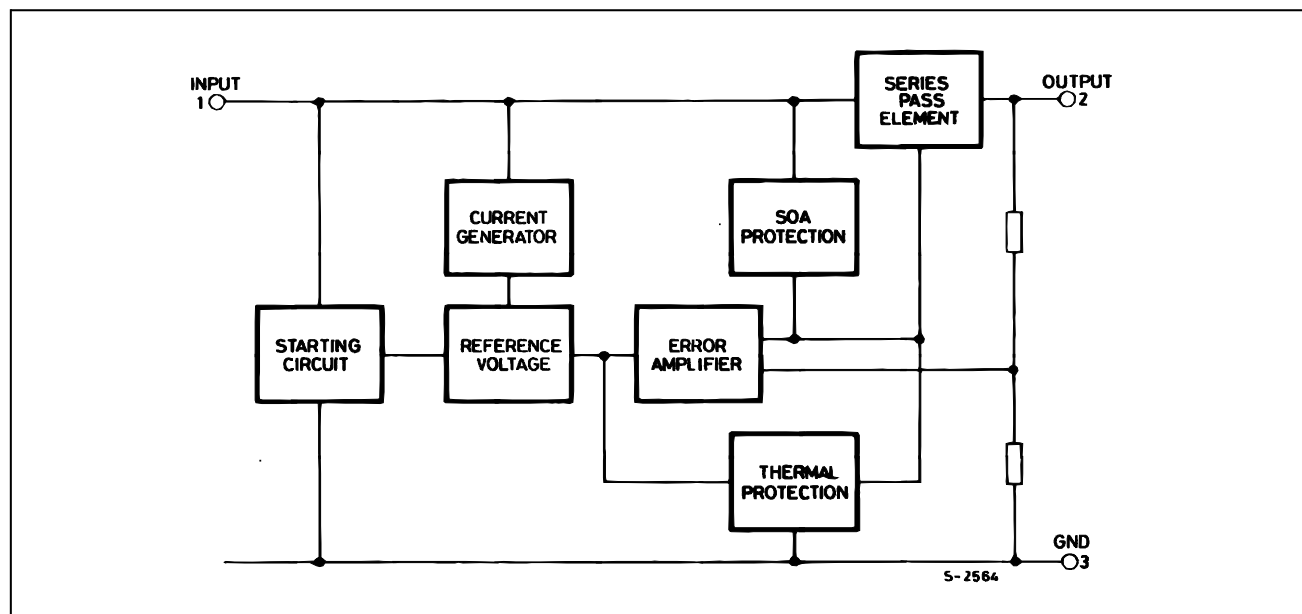 INPUT
1
SERIES
PASS
ELEMENT
OUTPUT
2
CURRENT
GENERATOR
SOA
PROTECTION
STARTING
CIRCUIT
REFERENCE
VOLTAGE
ERROR
AMPLIFIER
THERMAL
PROTECTION
GND
3
S-2564